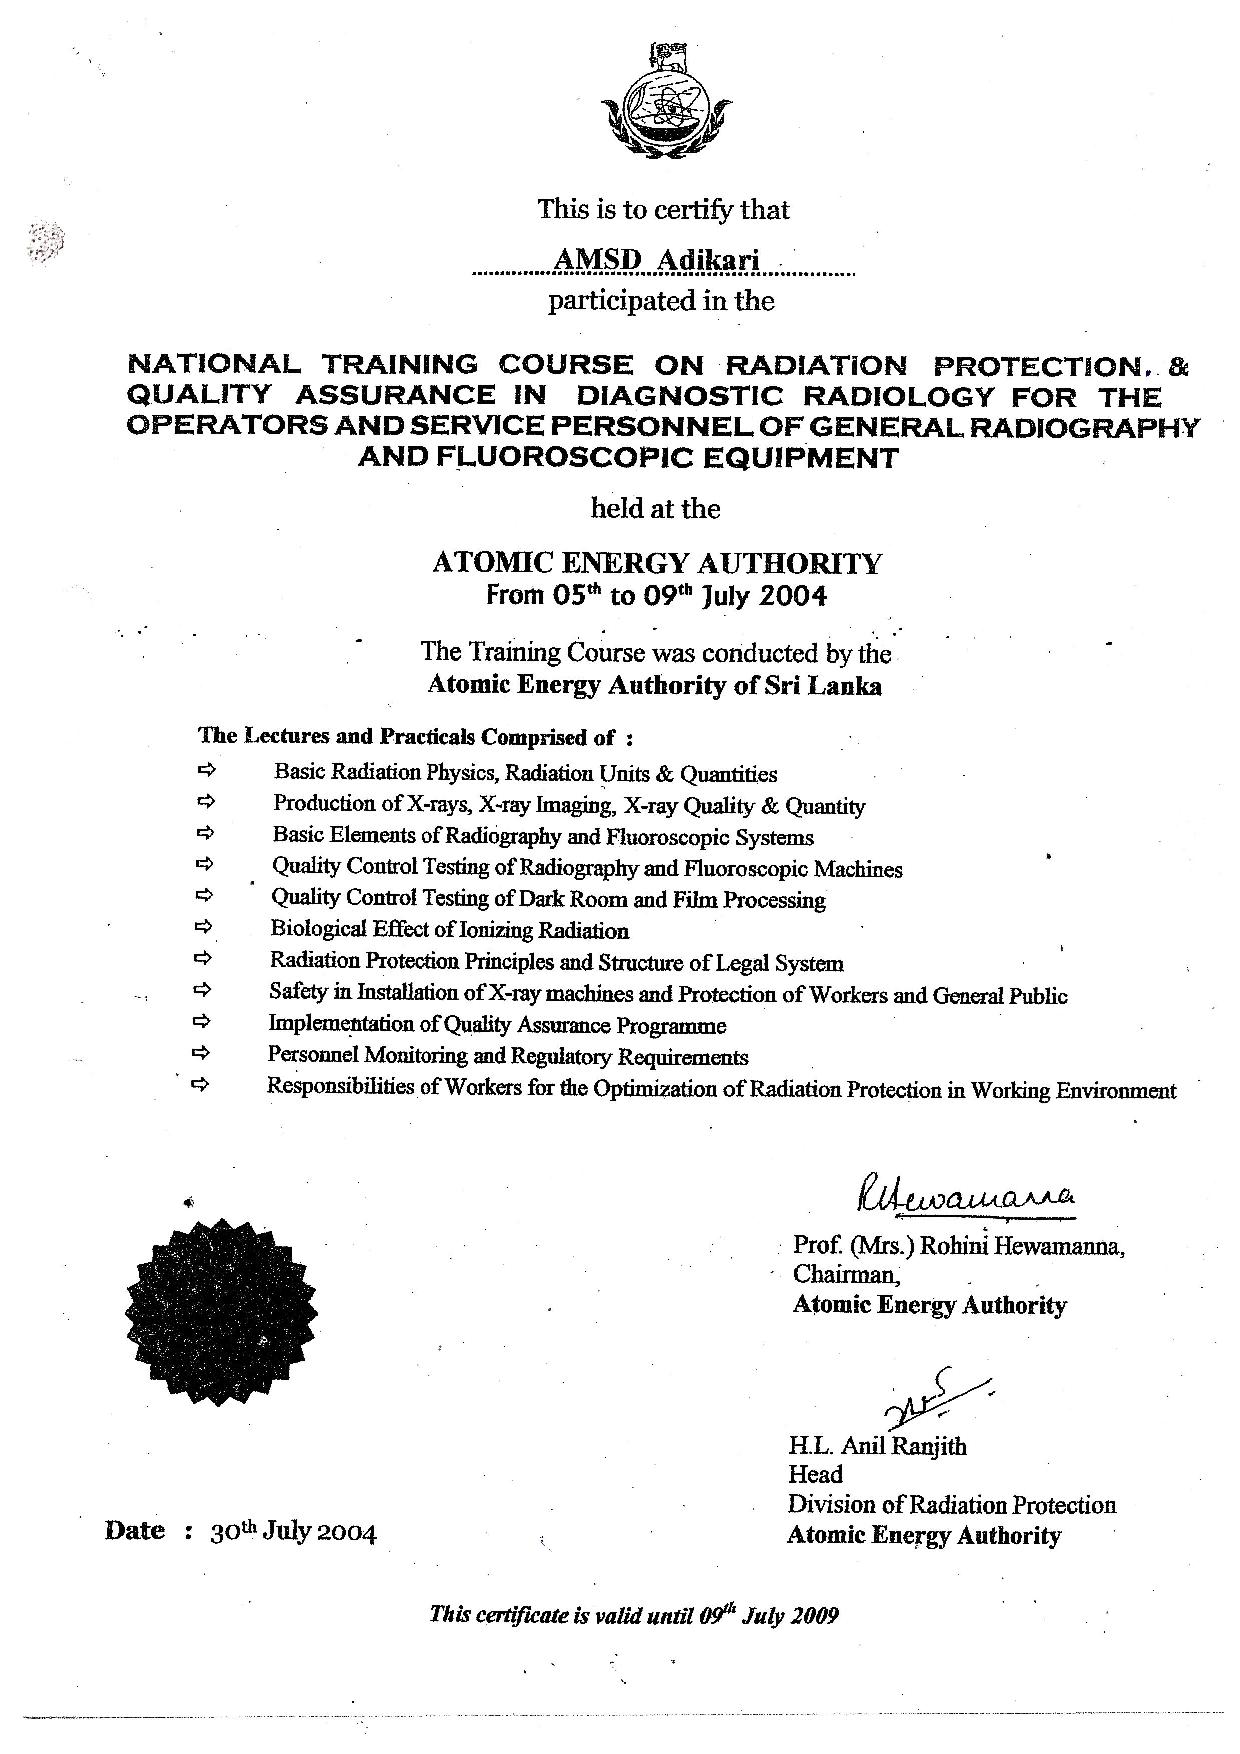 This is to certify that
AMSD Adikari
participated in the
NATIONAL TRAINING COURSE ON RADIATION PROTECTION, &
QUALITY ASSURANCE IN DIAGNOSTIC RADIOLOGY FOR THE
OPERATORS AND SERVICE PERSONNEL OF GENERAL RADIOGRAPHY
AND FLUOROSCOPIC EQUIPMENT
held at the
ATOMIC ENERGY AUTHORITY
From 05th to 09th July 2004
The Training Course was conducted by the
Atomic Energy Authority of Sri Lanka
The Lectures and Practicals Comprised of :
⇨ Basic Radiation Physics, Radiation Units & Quantities
⇨ Production of X-rays, X-ray Imaging, X-ray Quality & Quantity
⇨ Basic Elements of Radiography and Fluoroscopic Systems
⇨ Quality Control Testing of Radiography and Fluoroscopic Machines
⇨ Quality Control Testing of Dark Room and Film Processing
⇨ Biological Effect of Ionizing Radiation
⇨ Radiation Protection Principles and Structure of Legal System
⇨ Safety in Installation of X-ray machines and Protection of Workers and General Public
⇨ Implementation of Quality Assurance Programme
⇨ Personnel Monitoring and Regulatory Requirements
⇨ Responsibilities of Workers for the Optimization of Radiation Protection in Working Environment
RHewamanna
Prof. (Mrs.) Rohini Hewamanna,
Chairman,
Atomic Energy Authority
H.L. Anil Ranjith
Head
Division of Radiation Protection
Atomic Energy Authority
Date : 30th July 2004
This certificate is valid until 09th July 2009